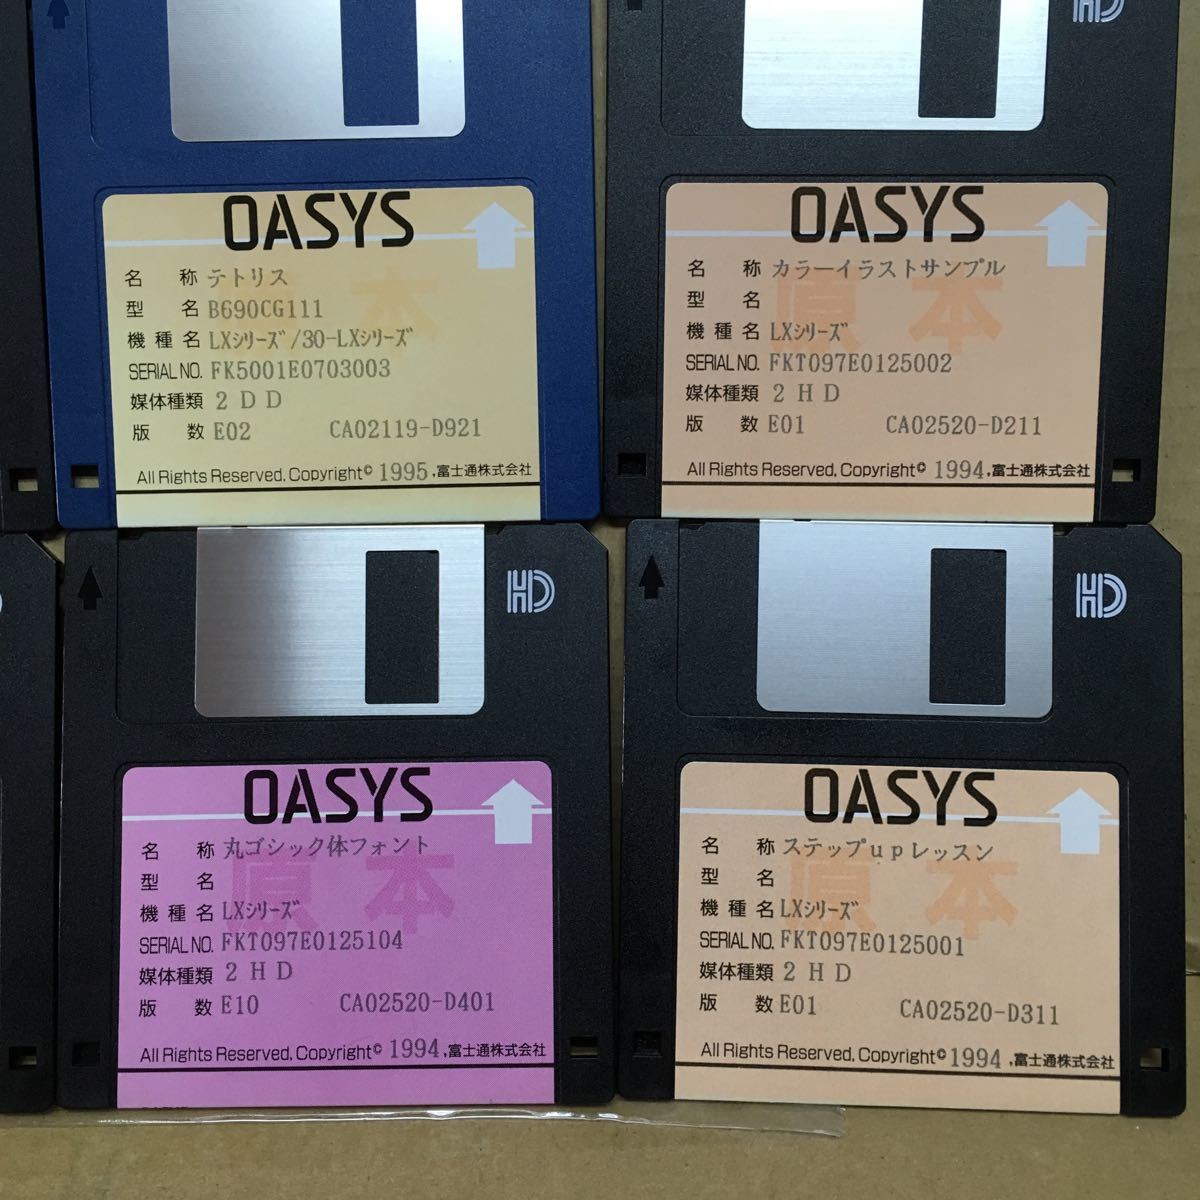 OASYS
原本
名 称 テトリス
型 名 B690CG111
機種名 LXシリーズ/30-LXシリーズ
SERIAL NO. FK5001E0703003
媒体種類 2DD
版 数 E02 CA02119-D921
All Rights Reserved, Copyright© 1995,富士通株式会社
HD
OASYS
原本
名 称 カラーイラストサンプル
型 名
機種名 LXシリーズ
SERIAL NO. FKT097E0125002
媒体種類 2HD
版 数 E01 CA02520-D211
All Rights Reserved, Copyright© 1994,富士通株式会社
HD
OASYS
原本
名 称 丸ゴシック体フォント
型 名
機種名 LXシリーズ
SERIAL NO. FKT097E0125104
媒体種類 2HD
版 数 E10 CA02520-D401
All Rights Reserved, Copyright© 1994,富士通株式会社
HD
OASYS
原本
名 称 ステップupレッスン
型 名
機種名 LXシリーズ
SERIAL NO. FKT097E0125001
媒体種類 2HD
版 数 E01 CA02520-D311
All Rights Reserved, Copyright© 1994,富士通株式会社